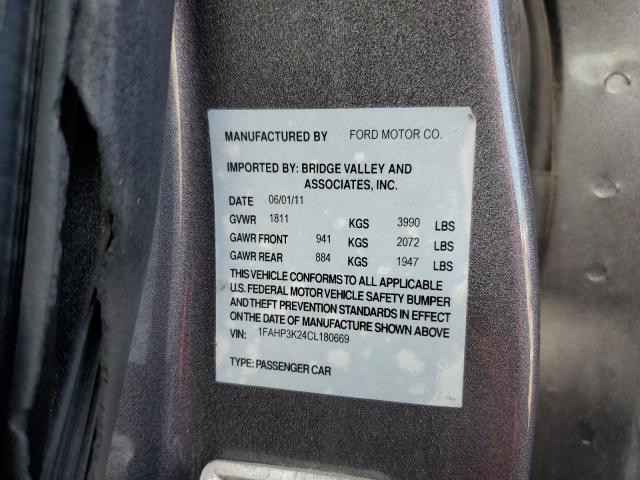 MANUFACTURED BY FORD MOTOR CO.
IMPORTED BY: BRIDGE VALLEY AND
ASSOCIATES, INC.
DATE 06/01/11
GVWR 1811 KGS 3990 LBS
GAWR FRONT 941 KGS 2072 LBS
GAWR REAR 884 KGS 1947 LBS
THIS VEHICLE CONFORMS TO ALL APPLICABLE
U.S. FEDERAL MOTOR VEHICLE SAFETY BUMPER
AND THEFT PREVENTION STANDARDS IN EFFECT
ON THE DATE OF MANUFACTURE SHOWN ABOVE
VIN: 1FAHP3K24CL180669
TYPE: PASSENGER CAR